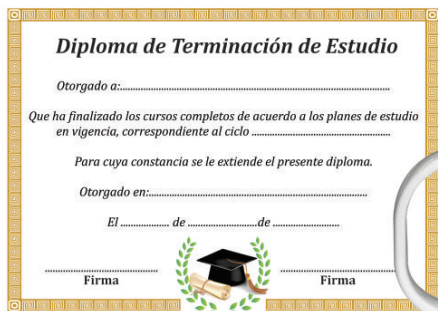 Diploma de Terminación de Estudio
Otorgado a:..........................................................................................
Que ha finalizado los cursos completos de acuerdo a los planes de estudio
en vigencia, correspondiente al ciclo ..............................................
Para cuya constancia se le extiende el presente diploma.
Otorgado en:.........................................................................
El ................ de .......................de ......................
Firma Firma